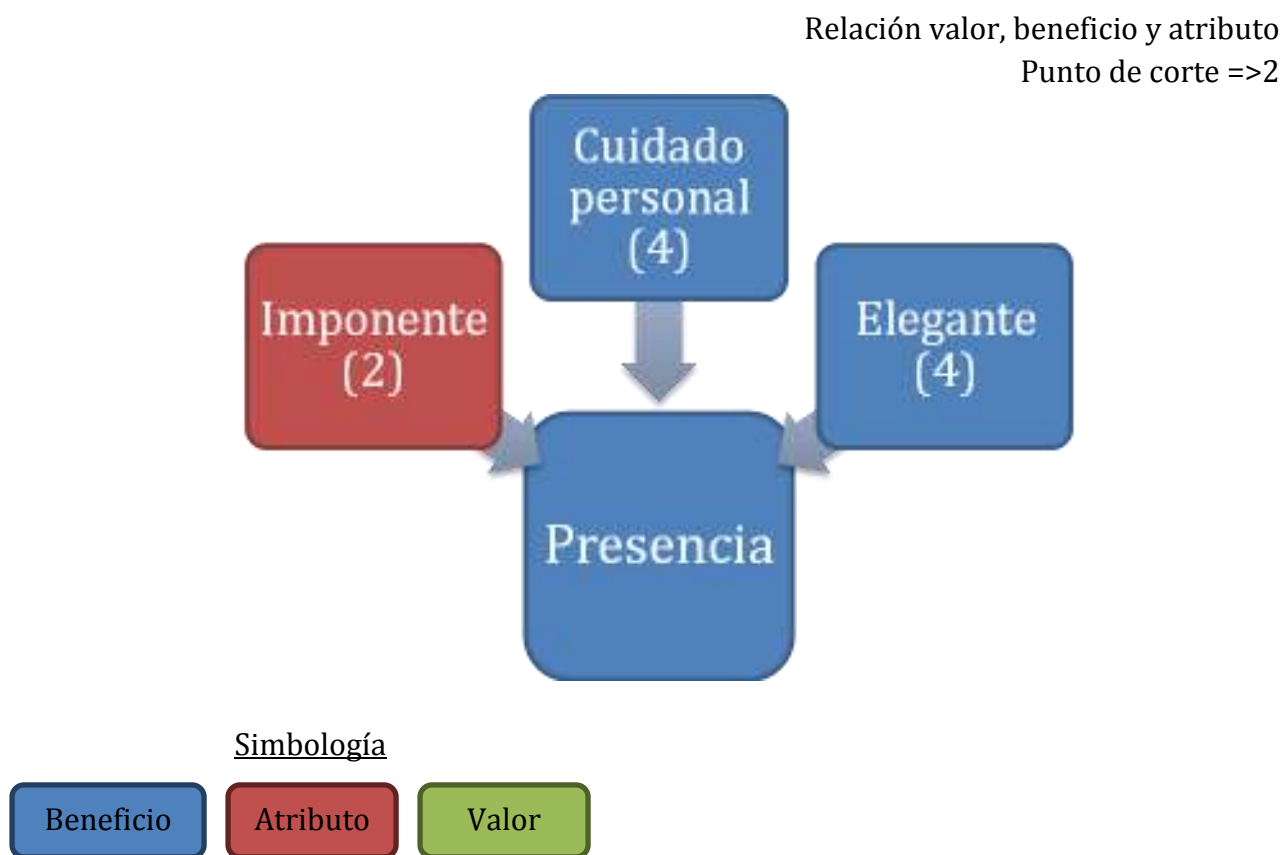 Relación valor, beneficio y atributo
Punto de corte =>2
Cuidado
personal
(4)
Imponente
(2)
Elegante
(4)
Presencia
Simbología
Beneficio
Atributo
Valor